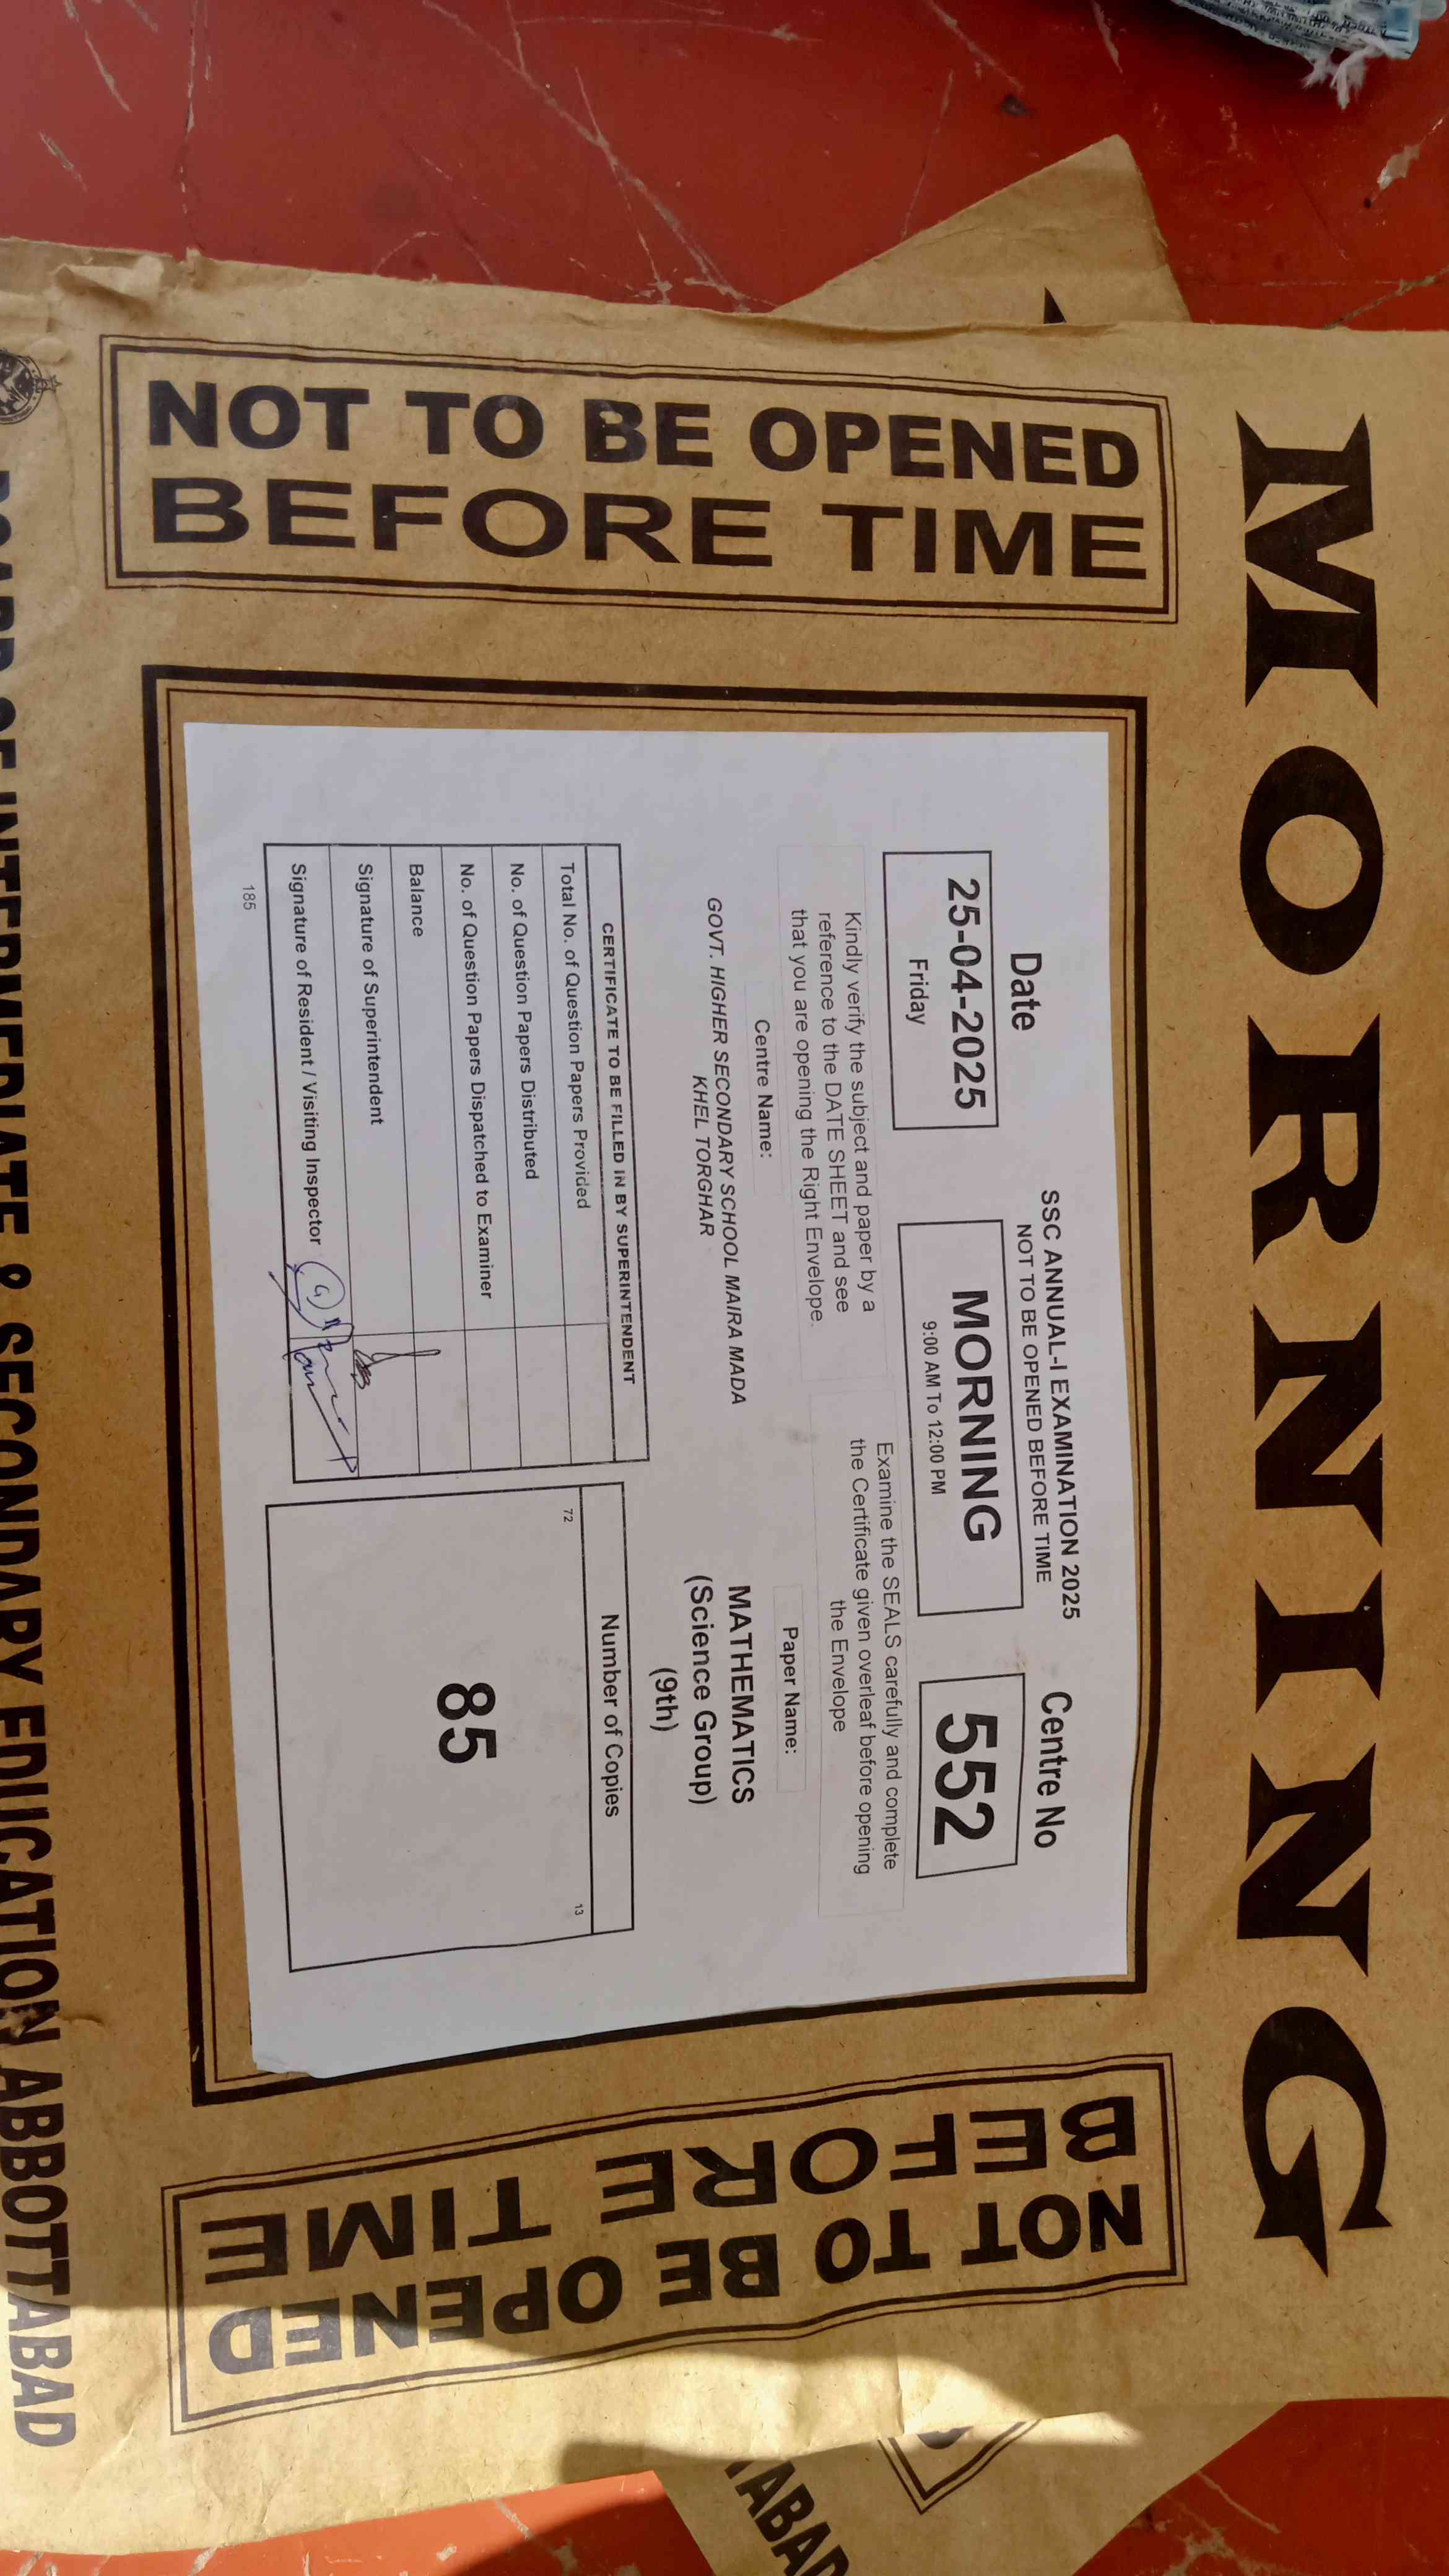 MORNING
NOT TO BE OPENED
BEFORE TIME
SSC ANNUAL-I EXAMINATION 2025
NOT TO BE OPENED BEFORE TIME
Date
25-04-2025
Friday
MORNING
9:00 AM To 12:00 PM
Centre No
552
Kindly verify the subject and paper by a
reference to the DATE SHEET and see
that you are opening the Right Envelope.
Examine the SEALS carefully and complete
the Certificate given overleaf before opening
the Envelope
Centre Name:
GOVT. HIGHER SECONDARY SCHOOL MAIRA MADA
KHEL TORGHAR
Paper Name:
MATHEMATICS
(Science Group)
(9th)
CERTIFICATE TO BE FILLED IN BY SUPERINTENDENT
Total No. of Question Papers Provided
No. of Question Papers Distributed
No. of Question Papers Dispatched to Examiner
Balance
Signature of Superintendent
Signature of Resident / Visiting Inspector
185
Number of Copies
72
13
85
NOT TO BE OPENED
BEFORE TIME
BOARD OF INTERMEDIATE & SECONDARY EDUCATION ABBOTTABAD